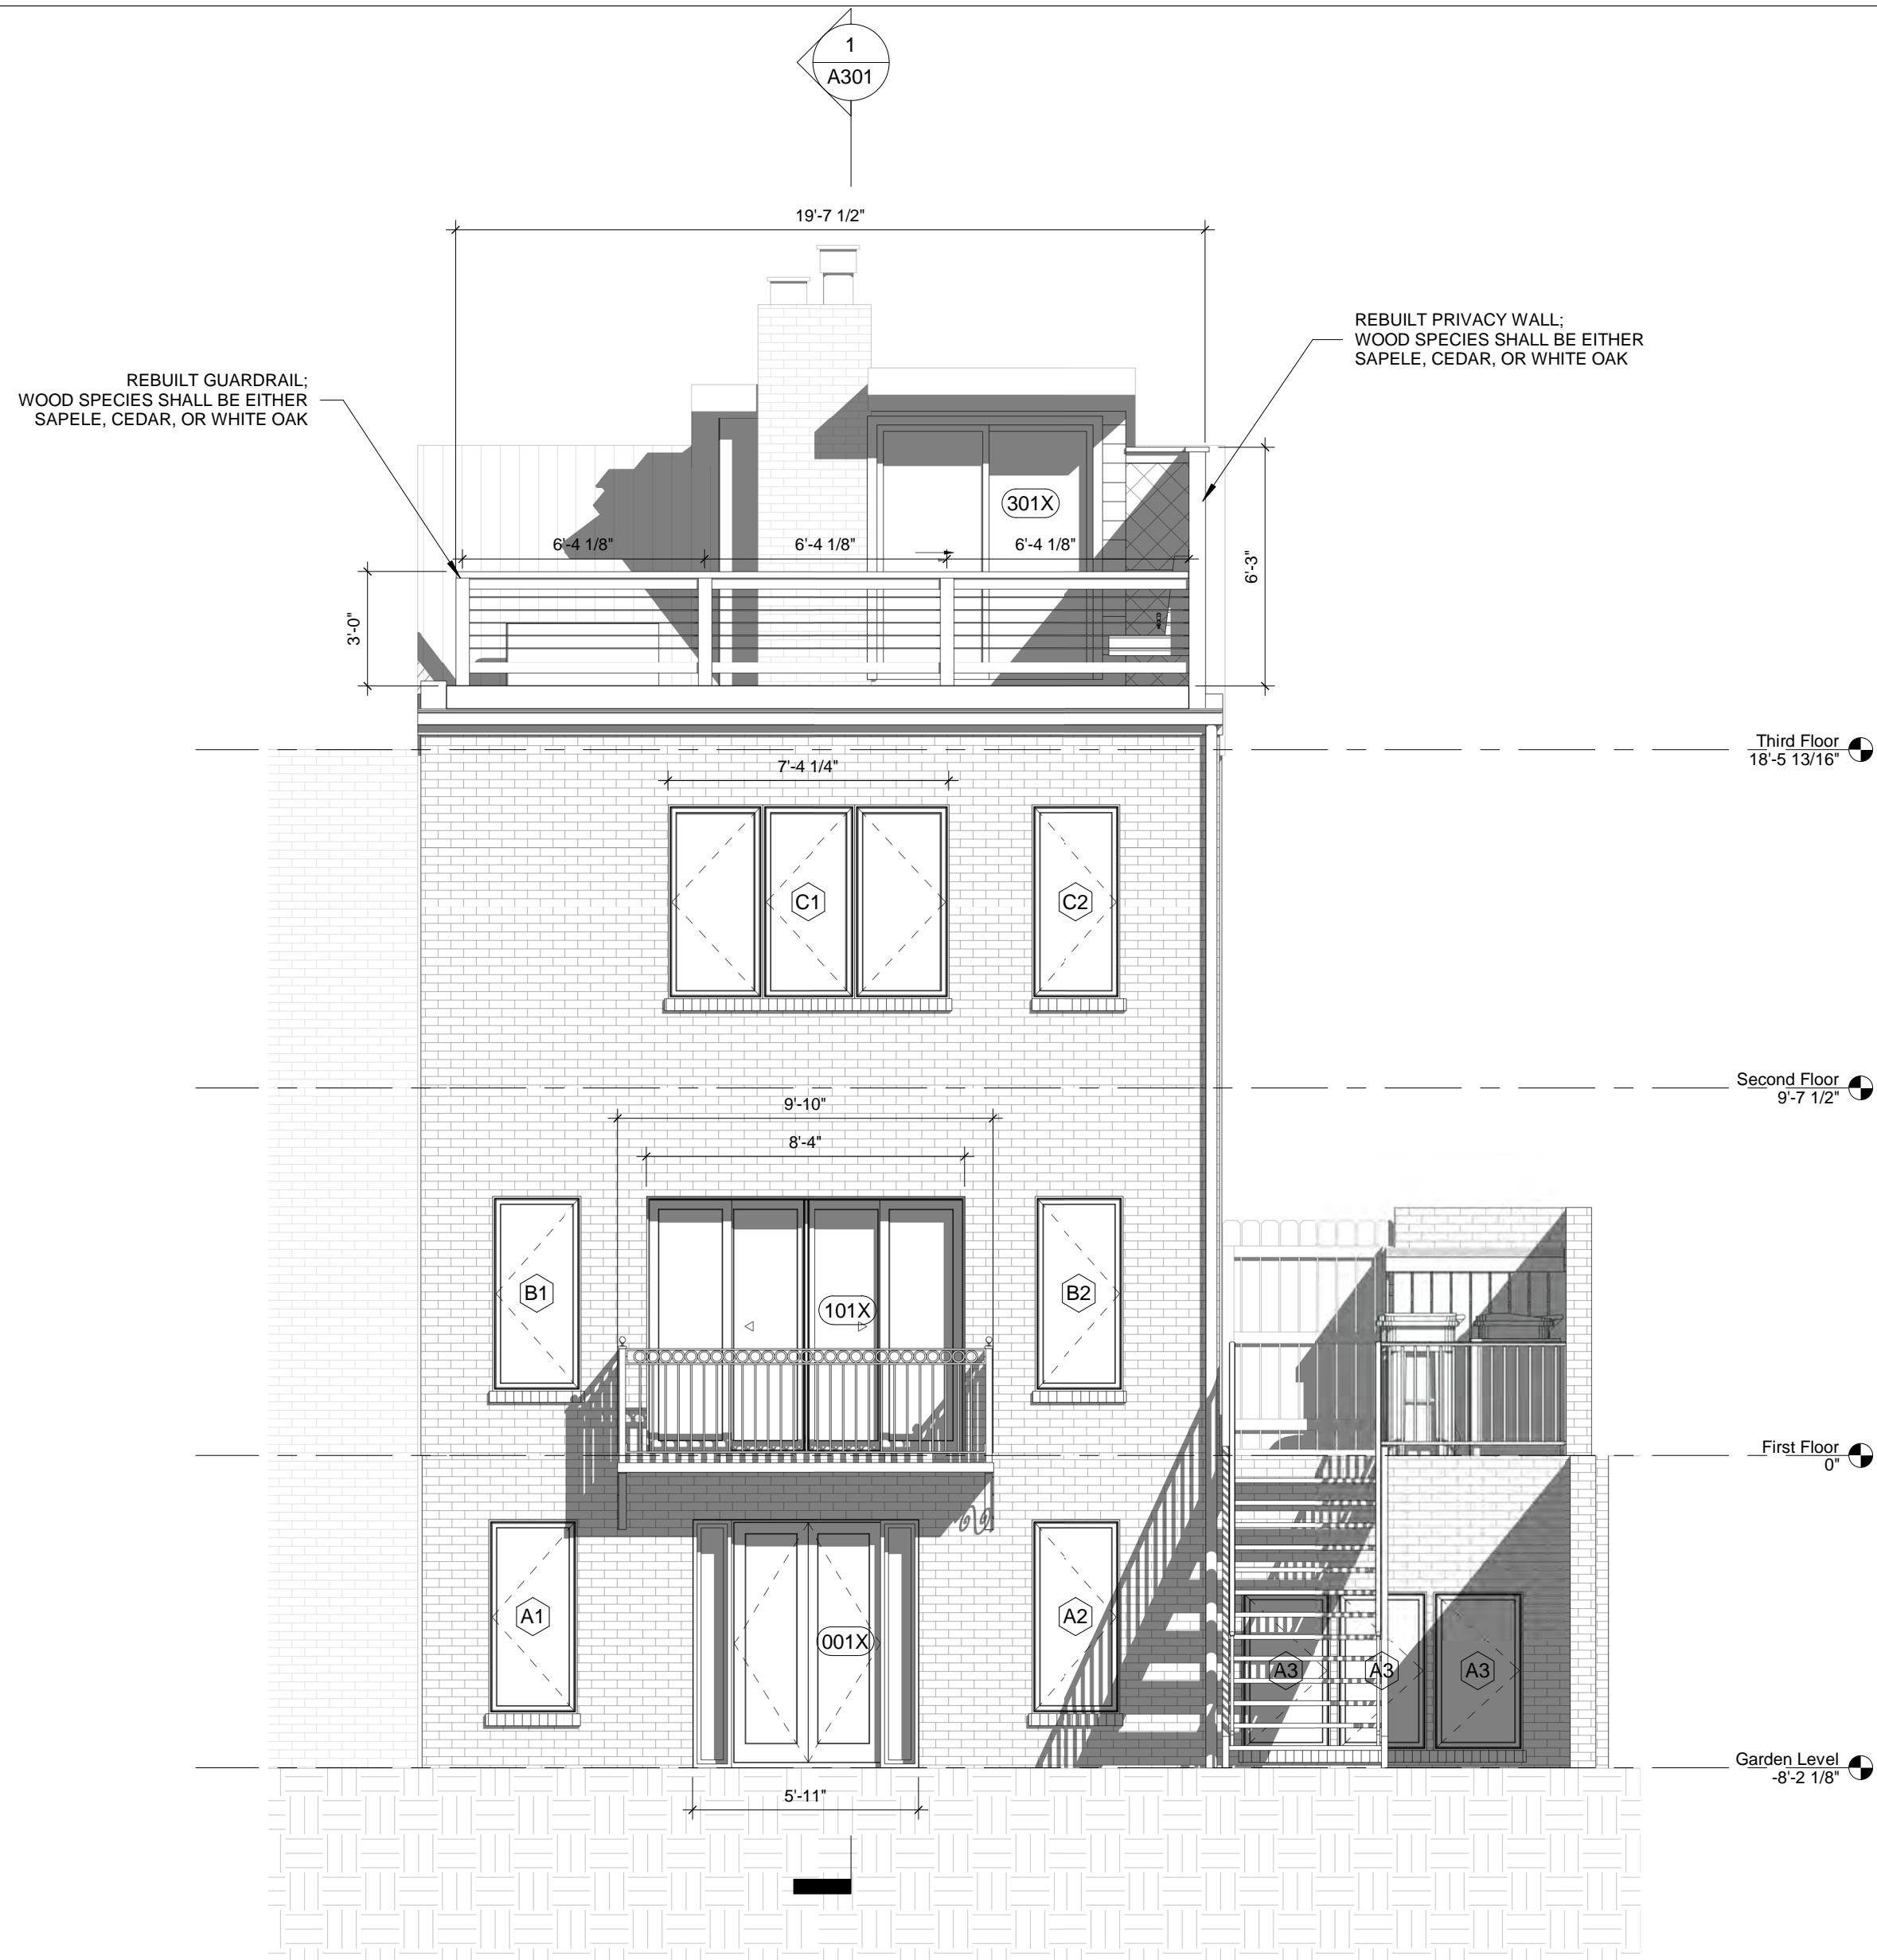 1
A301
19'-7 1/2"
REBUILT PRIVACY WALL;
WOOD SPECIES SHALL BE EITHER
SAPELE, CEDAR, OR WHITE OAK
REBUILT GUARDRAIL;
WOOD SPECIES SHALL BE EITHER
SAPELE, CEDAR, OR WHITE OAK
301X
6'-4 1/8"
6'-4 1/8"
6'-4 1/8"
6'-3"
3'-0"
Third Floor
18'-5 13/16"
7'-4 1/4"
C1
C2
Second Floor
9'-7 1/2"
9'-10"
8'-4"
B1
101X
B2
First Floor
0"
A1
001X
A2
A3
A3
A3
Garden Level
-8'-2 1/8"
5'-11"